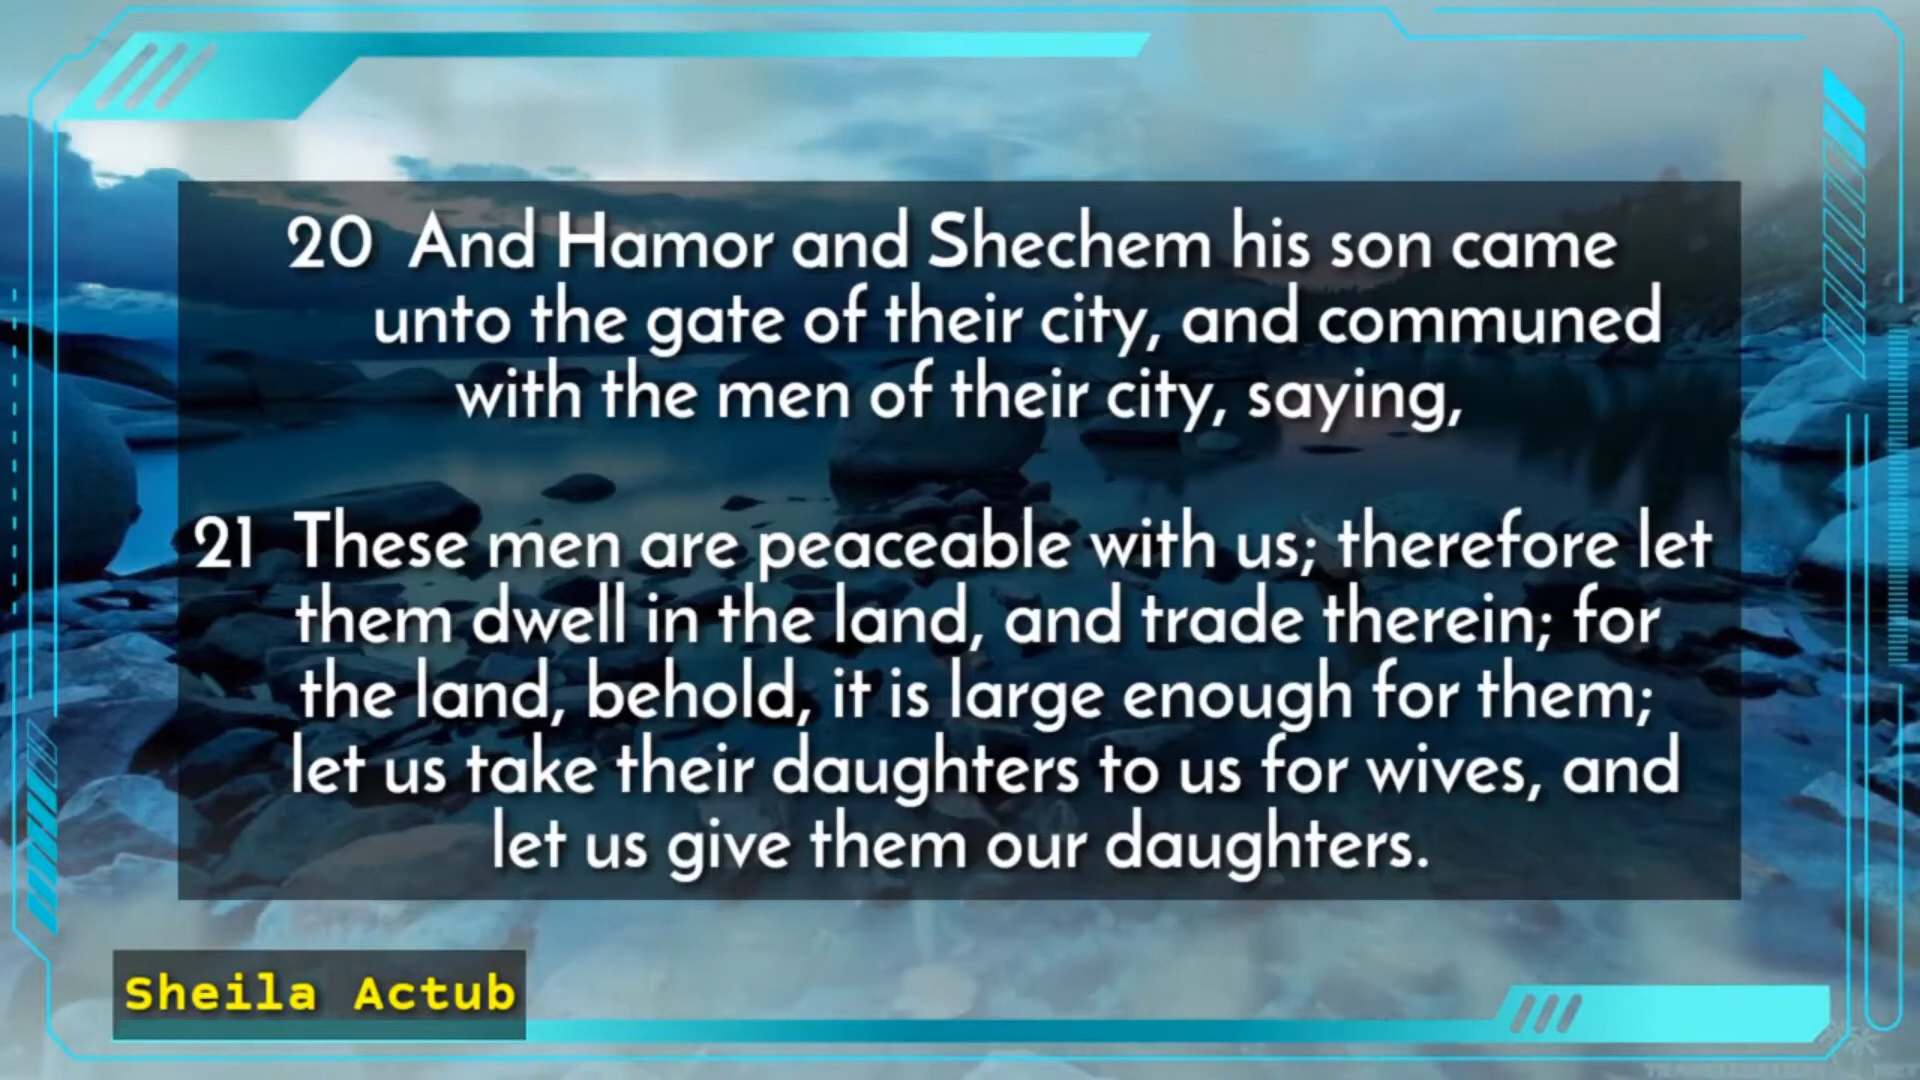 20 And Hamor and Shechem his son came
unto the gate of their city, and communed
with the men of their city, saying,
21 These men are peaceable with us; therefore let
them dwell in the land, and trade therein; for
the land, behold, it is large enough for them;
let us take their daughters to us for wives, and
let us give them our daughters.
Sheila Actub